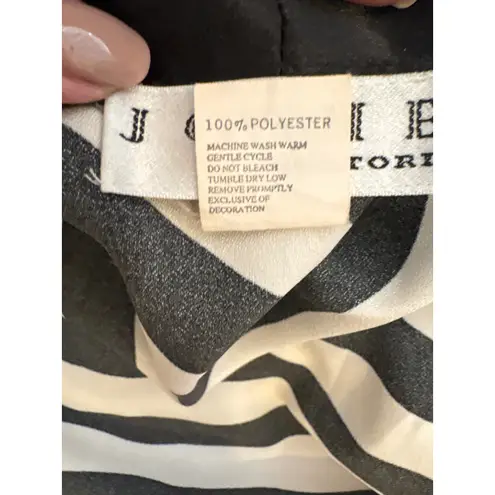 100% POLYESTER
MACHINE WASH WARM
GENTLE CYCLE
DO NOT BLEACH
TUMBLE DRY LOW
REMOVE PROMPTLY
EXCLUSIVE OF
DECORATION